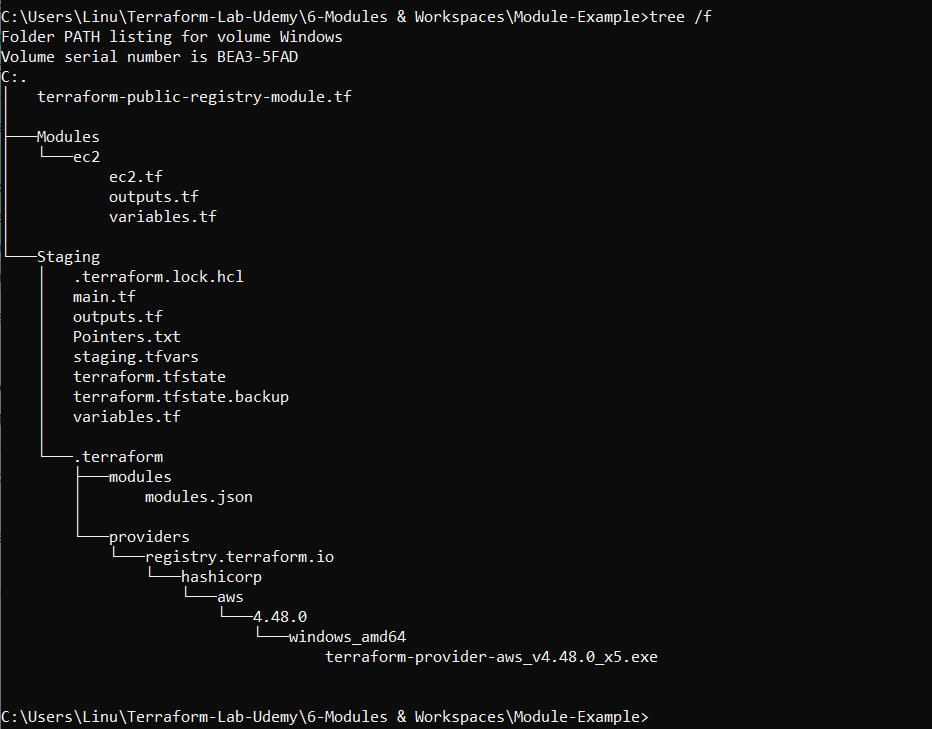 C:\Users\Linu\Terraform-Lab-Udemy\6-Modules & Workspaces\Module-Example>tree /f
Folder PATH listing for volume Windows
Volume serial number is BEA3-5FAD
C:.
│   terraform-public-registry-module.tf
│
├───Modules
│   └───ec2
│           ec2.tf
│           outputs.tf
│           variables.tf
│
└───Staging
    │   .terraform.lock.hcl
    │   main.tf
    │   outputs.tf
    │   Pointers.txt
    │   staging.tfvars
    │   terraform.tfstate
    │   terraform.tfstate.backup
    │   variables.tf
    │
    └───.terraform
        ├───modules
        │       modules.json
        │
        └───providers
            └───registry.terraform.io
                └───hashicorp
                    └───aws
                        └───4.48.0
                            └───windows_amd64
                                    terraform-provider-aws_v4.48.0_x5.exe
C:\Users\Linu\Terraform-Lab-Udemy\6-Modules & Workspaces\Module-Example>